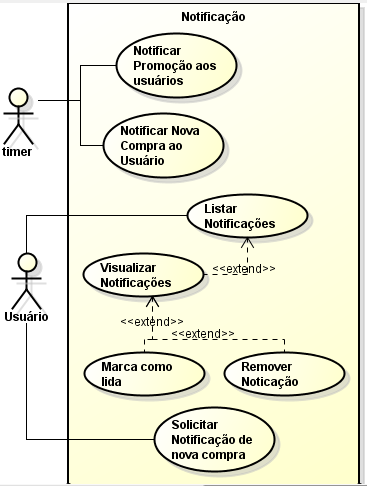 Notificação
Notificar
Promoção aos
usuários
timer
Notificar Nova
Compra ao
Usuário
Listar
Notificações
<<extend>>
Visualizar
Notificações
Usuário
<<extend>>
<<extend>>
Marca como
lida
Remover
Noticação
Solicitar
Notificação de
nova compra